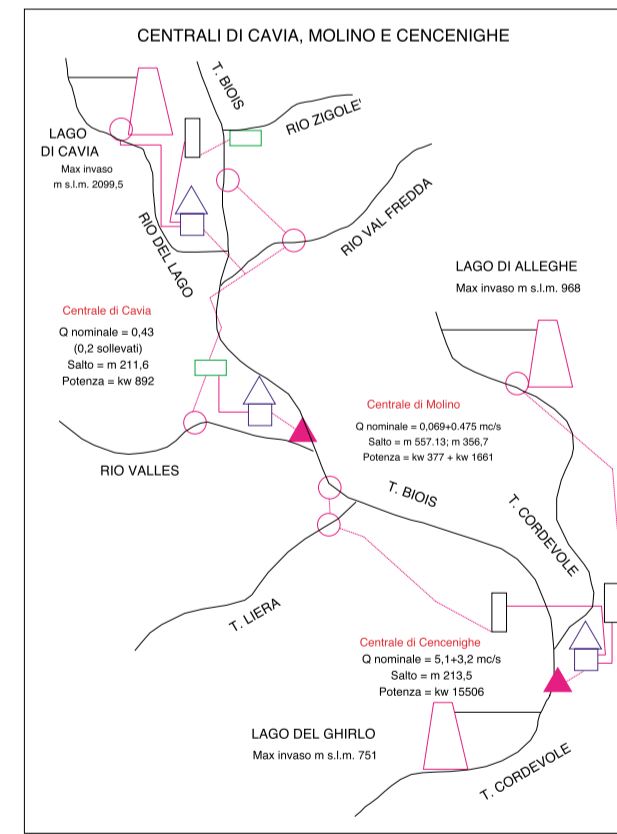 CENTRALI DI CAVIA, MOLINO E CENCENIGHE
T. BIOIS
RIO ZIGOLE'
LAGO
DI CAVIA
Max invaso
m s.l.m. 2099,5
RIO DEL LAGO
RIO VAL FREDDA
LAGO DI ALLEGHE
Max invaso m s.l.m. 968
Centrale di Cavia
Q nominale = 0,43
(0,2 sollevati)
Salto = m 211,6
Potenza = kw 892
Centrale di Molino
Q nominale = 0,069+0.475 mc/s
Salto = m 557.13; m 356,7
Potenza = kw 377 + kw 1661
RIO VALLES
T. BIOIS
T. CORDEVOLE
T. LIERA
Centrale di Cencenighe
Q nominale = 5,1+3,2 mc/s
Salto = m 213,5
Potenza = kw 15506
LAGO DEL GHIRLO
Max invaso m s.l.m. 751
T. CORDEVOLE